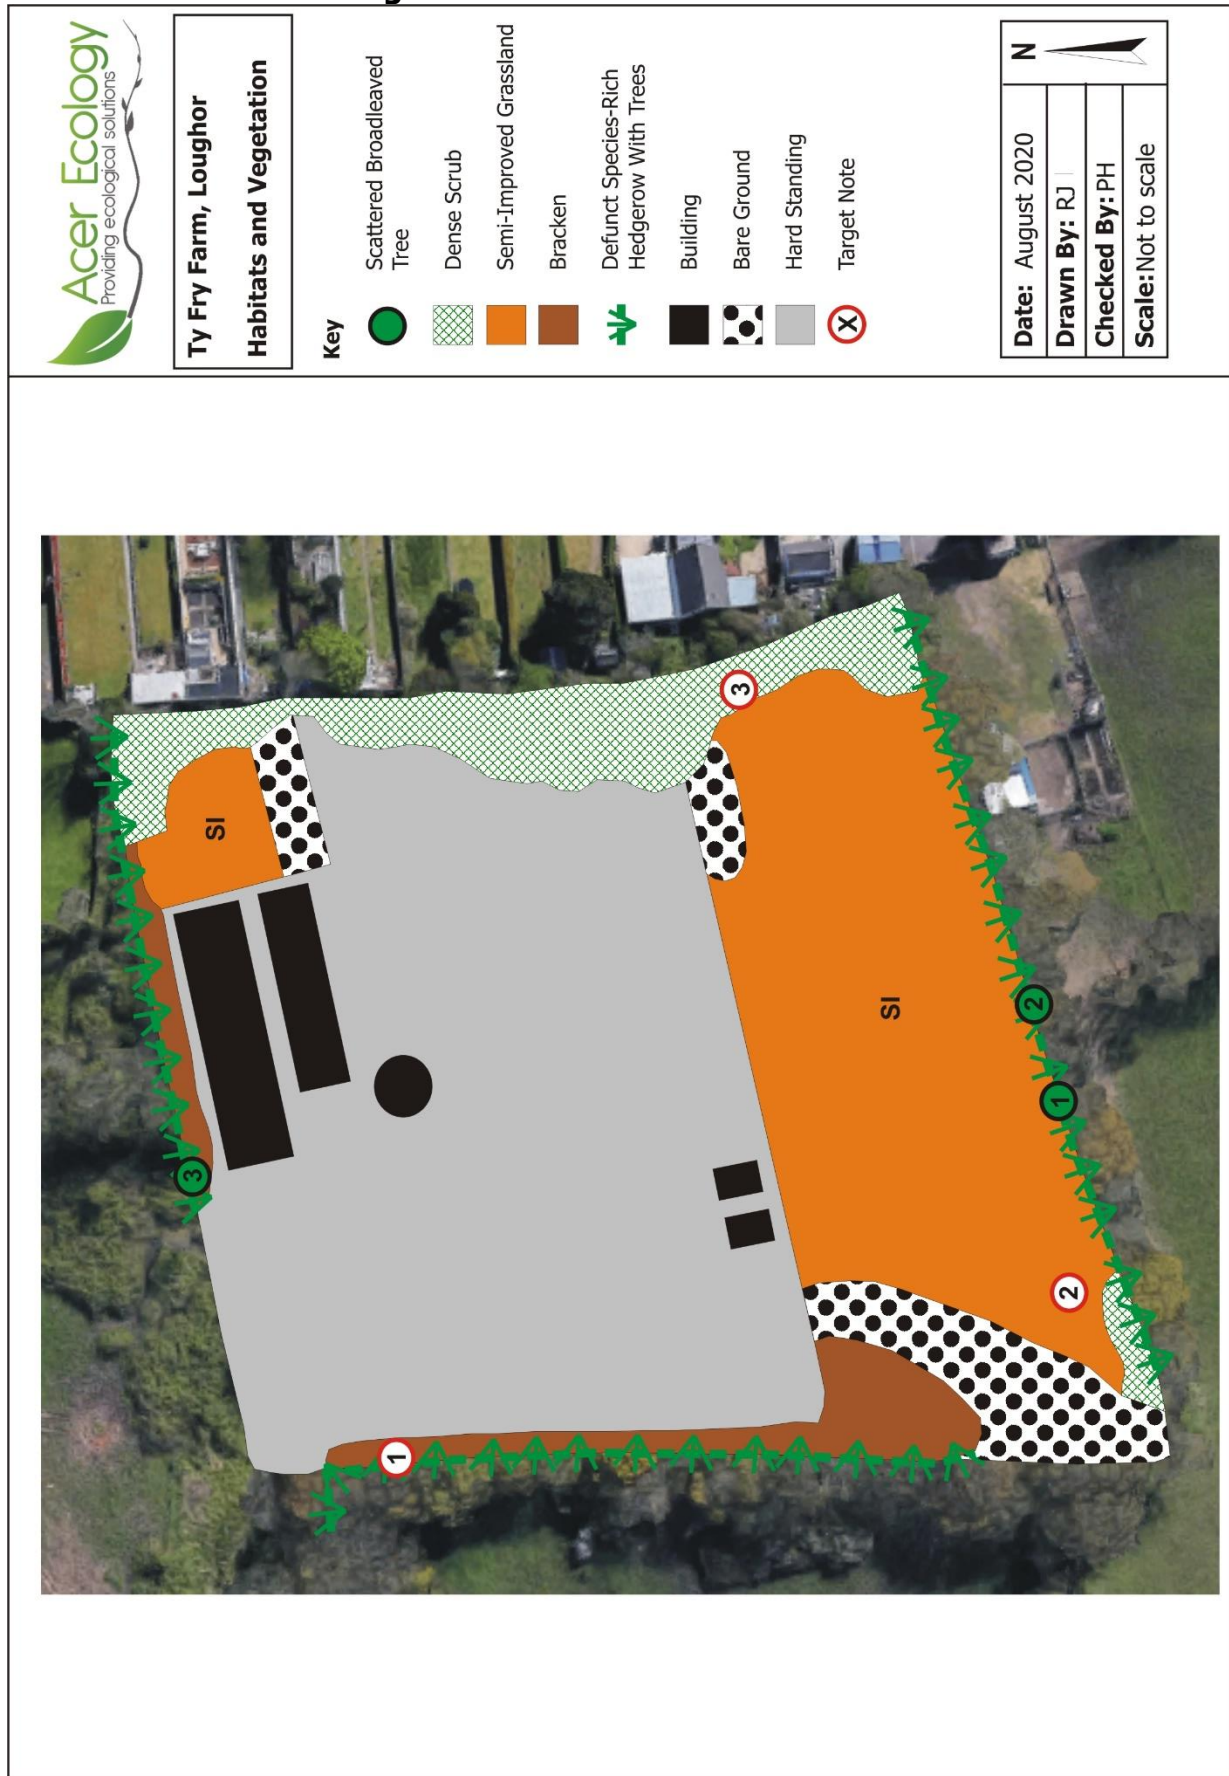 Acer Ecology
Providing ecological solutions
Ty Fry Farm, Loughor
Habitats and Vegetation
Key
Scattered Broadleaved
Tree
Dense Scrub
Semi-Improved Grassland
Bracken
Defunct Species-Rich
Hedgerow With Trees
Building
Bare Ground
Hard Standing
X
Target Note
N
Date: August 2020
Drawn By: RJ
Checked By: PH
Scale:Not to scale
SI
3
1
3
SI
2
1
2